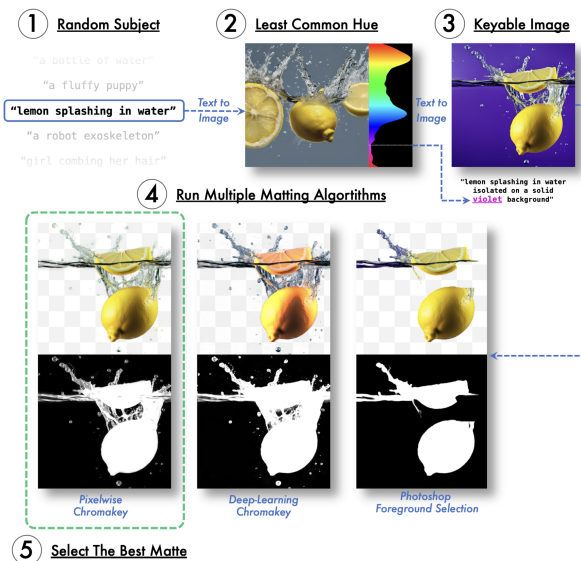 1 Random Subject
"a bottle of water"
"a fluffy puppy"
"lemon splashing in water"
"a robot exoskeleton"
"girl combing her hair"
Text to
Image
2 Least Common Hue
Text to
Image
3 Keyable Image
"lemon splashing in water
isolated on a solid
violet background"
4 Run Multiple Matting Algortithms
Pixelwise
Chromakey
Deep-Learning
Chromakey
Photoshop
Foreground Selection
5 Select The Best Matte